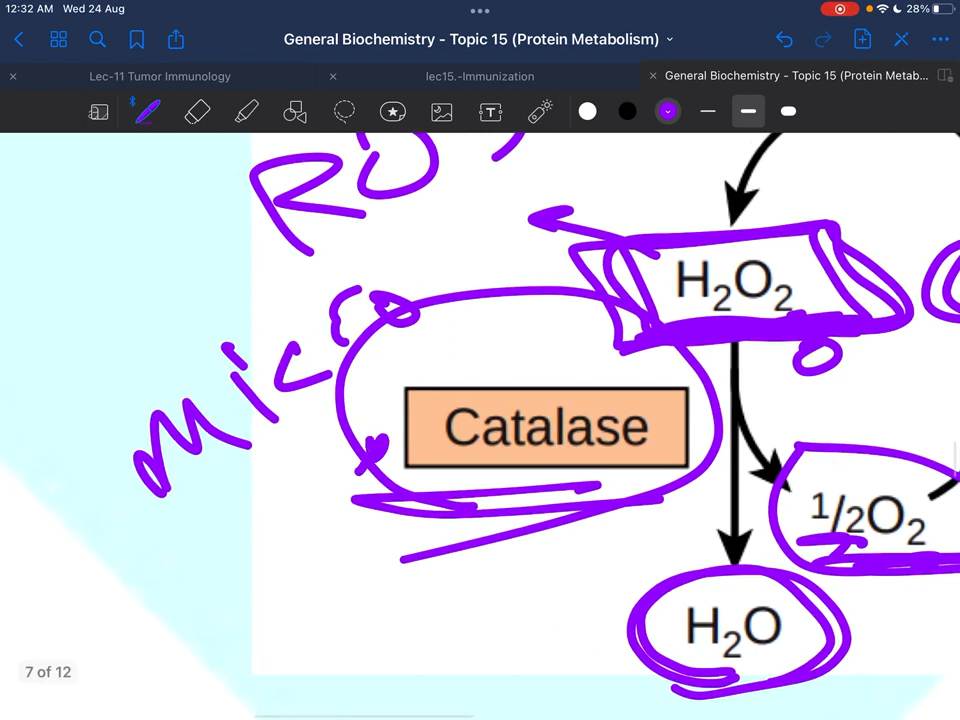 12:32 AM Wed 24 Aug
28%
General Biochemistry - Topic 15 (Protein Metabolism)
Lec-11 Tumor Immunology
lec15.-Immunization
General Biochemistry - Topic 15 (Protein Metab...
H₂O₂
Mic
Catalase
1/2O₂
H₂O
7 of 12